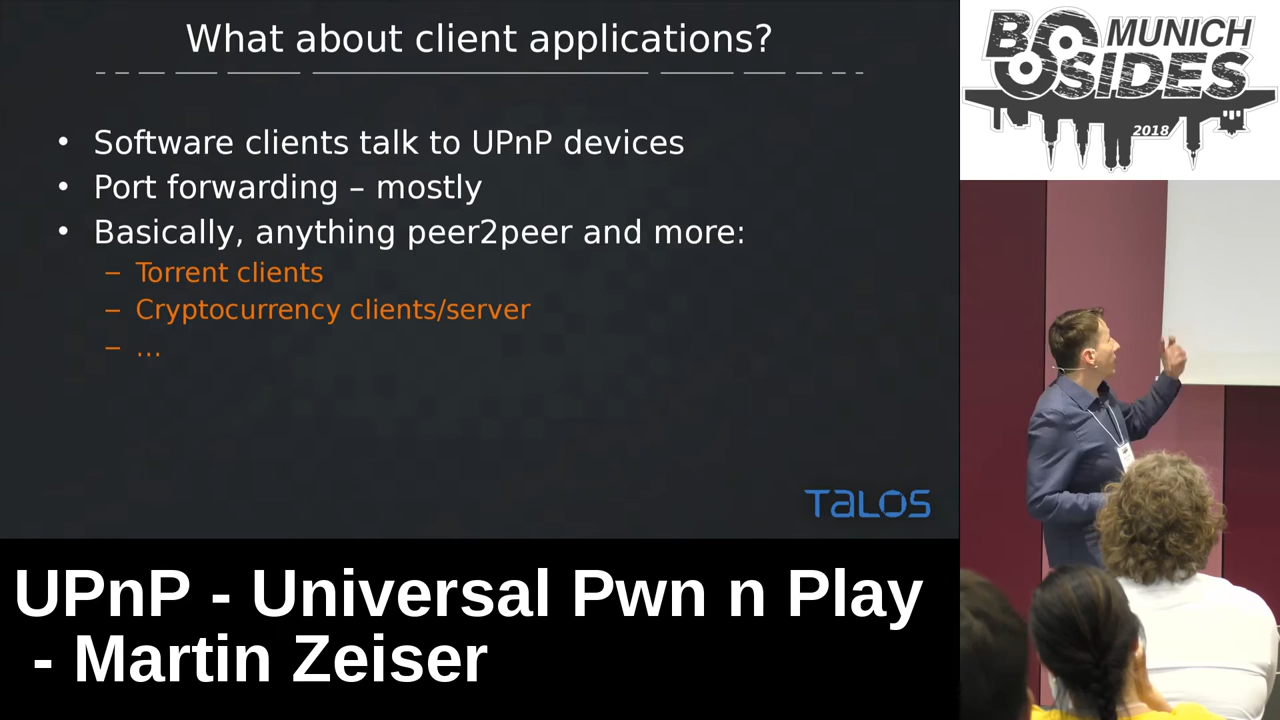 What about client applications?
• Software clients talk to UPnP devices
• Port forwarding – mostly
• Basically, anything peer2peer and more:
– Torrent clients
– Cryptocurrency clients/server
– ...
TALOS
UPnP - Universal Pwn n Play
- Martin Zeiser
BSIDES MUNICH
2018